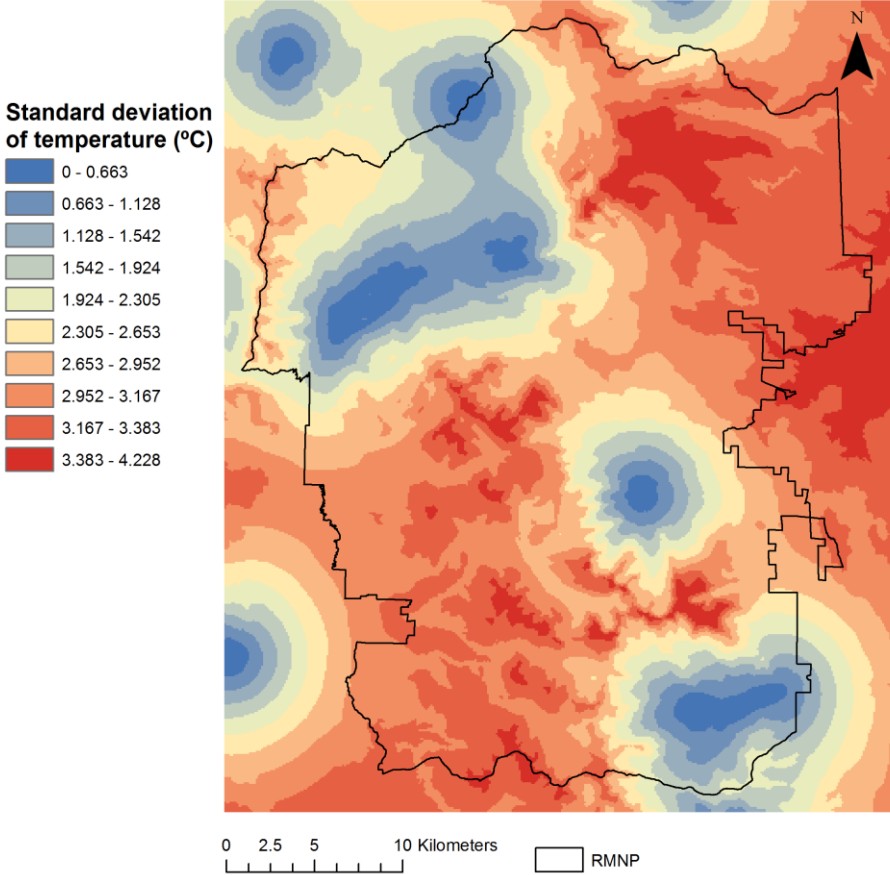 N
Standard deviation
of temperature (ºC)
0 - 0.663
0.663 - 1.128
1.128 - 1.542
1.542 - 1.924
1.924 - 2.305
2.305 - 2.653
2.653 - 2.952
2.952 - 3.167
3.167 - 3.383
3.383 - 4.228
0 2.5 5 10 Kilometers
RMNP